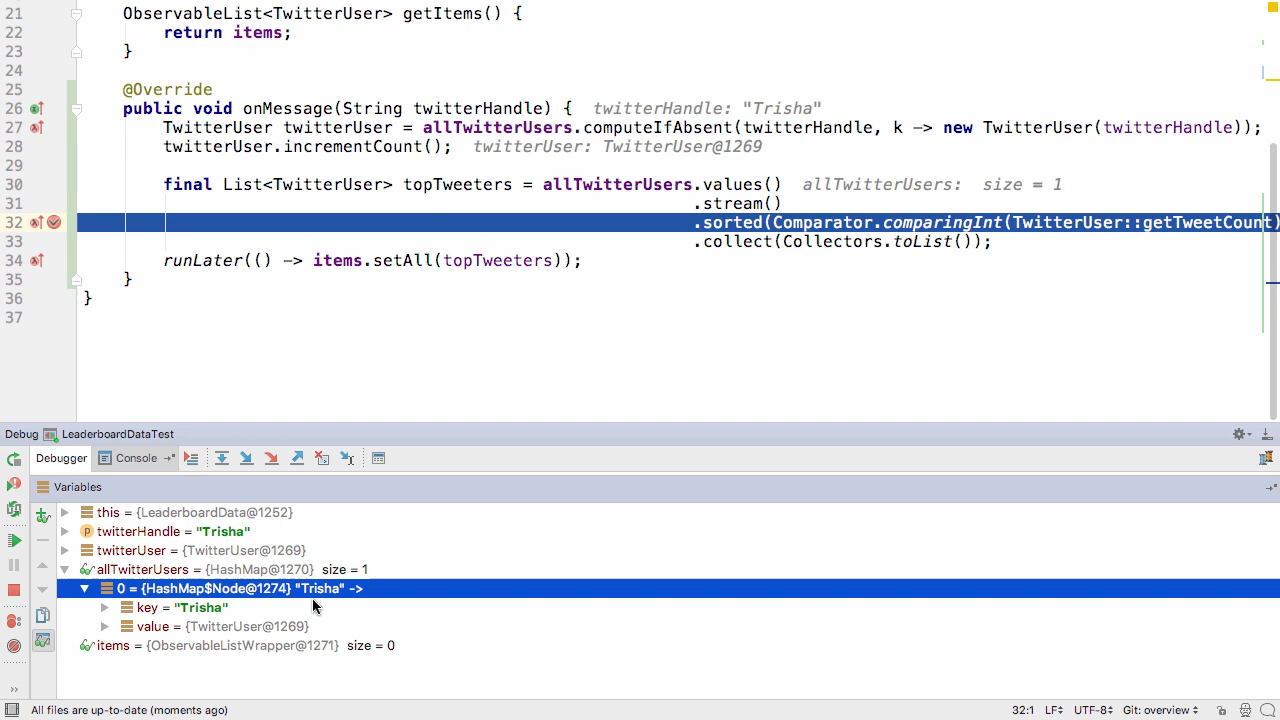 21 ObservableList<TwitterUser> getItems() {
22 return items;
23 }
24
25 @Override
26 public void onMessage(String twitterHandle) { twitterHandle: "Trisha"
27 TwitterUser twitterUser = allTwitterUsers.computeIfAbsent(twitterHandle, k -> new TwitterUser(twitterHandle));
28 twitterUser.incrementCount(); twitterUser: TwitterUser@1269
29
30 final List<TwitterUser> topTweeters = allTwitterUsers.values() allTwitterUsers: size = 1
31 .stream()
32 .sorted(Comparator.comparingInt(TwitterUser::getTweetCount)
33 .collect(Collectors.toList());
34 runLater(() -> items.setAll(topTweeters));
35 }
36 }
37
Debug LeaderboardDataTest
Debugger Console
Variables
this = {LeaderboardData@1252}
p twitterHandle = "Trisha"
twitterUser = {TwitterUser@1269}
allTwitterUsers = {HashMap@1270} size = 1
0 = {HashMap$Node@1274} "Trisha" ->
key = "Trisha"
value = {TwitterUser@1269}
items = {ObservableListWrapper@1271} size = 0
All files are up-to-date (moments ago) 32:1 LF UTF-8 Git: overview